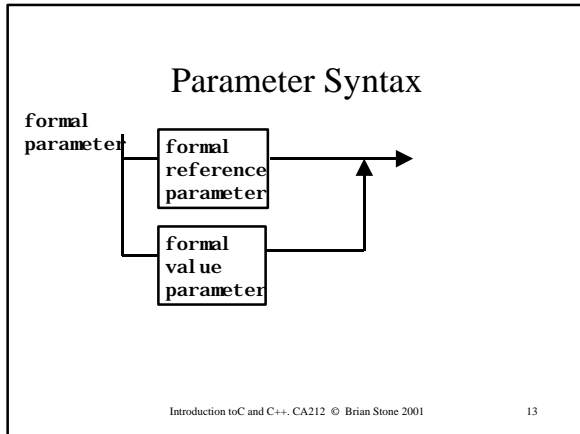 Parameter Syntax
formal
parameter
formal
reference
parameter
formal
value
parameter
Introduction toC and C++. CA212 © Brian Stone 2001
13